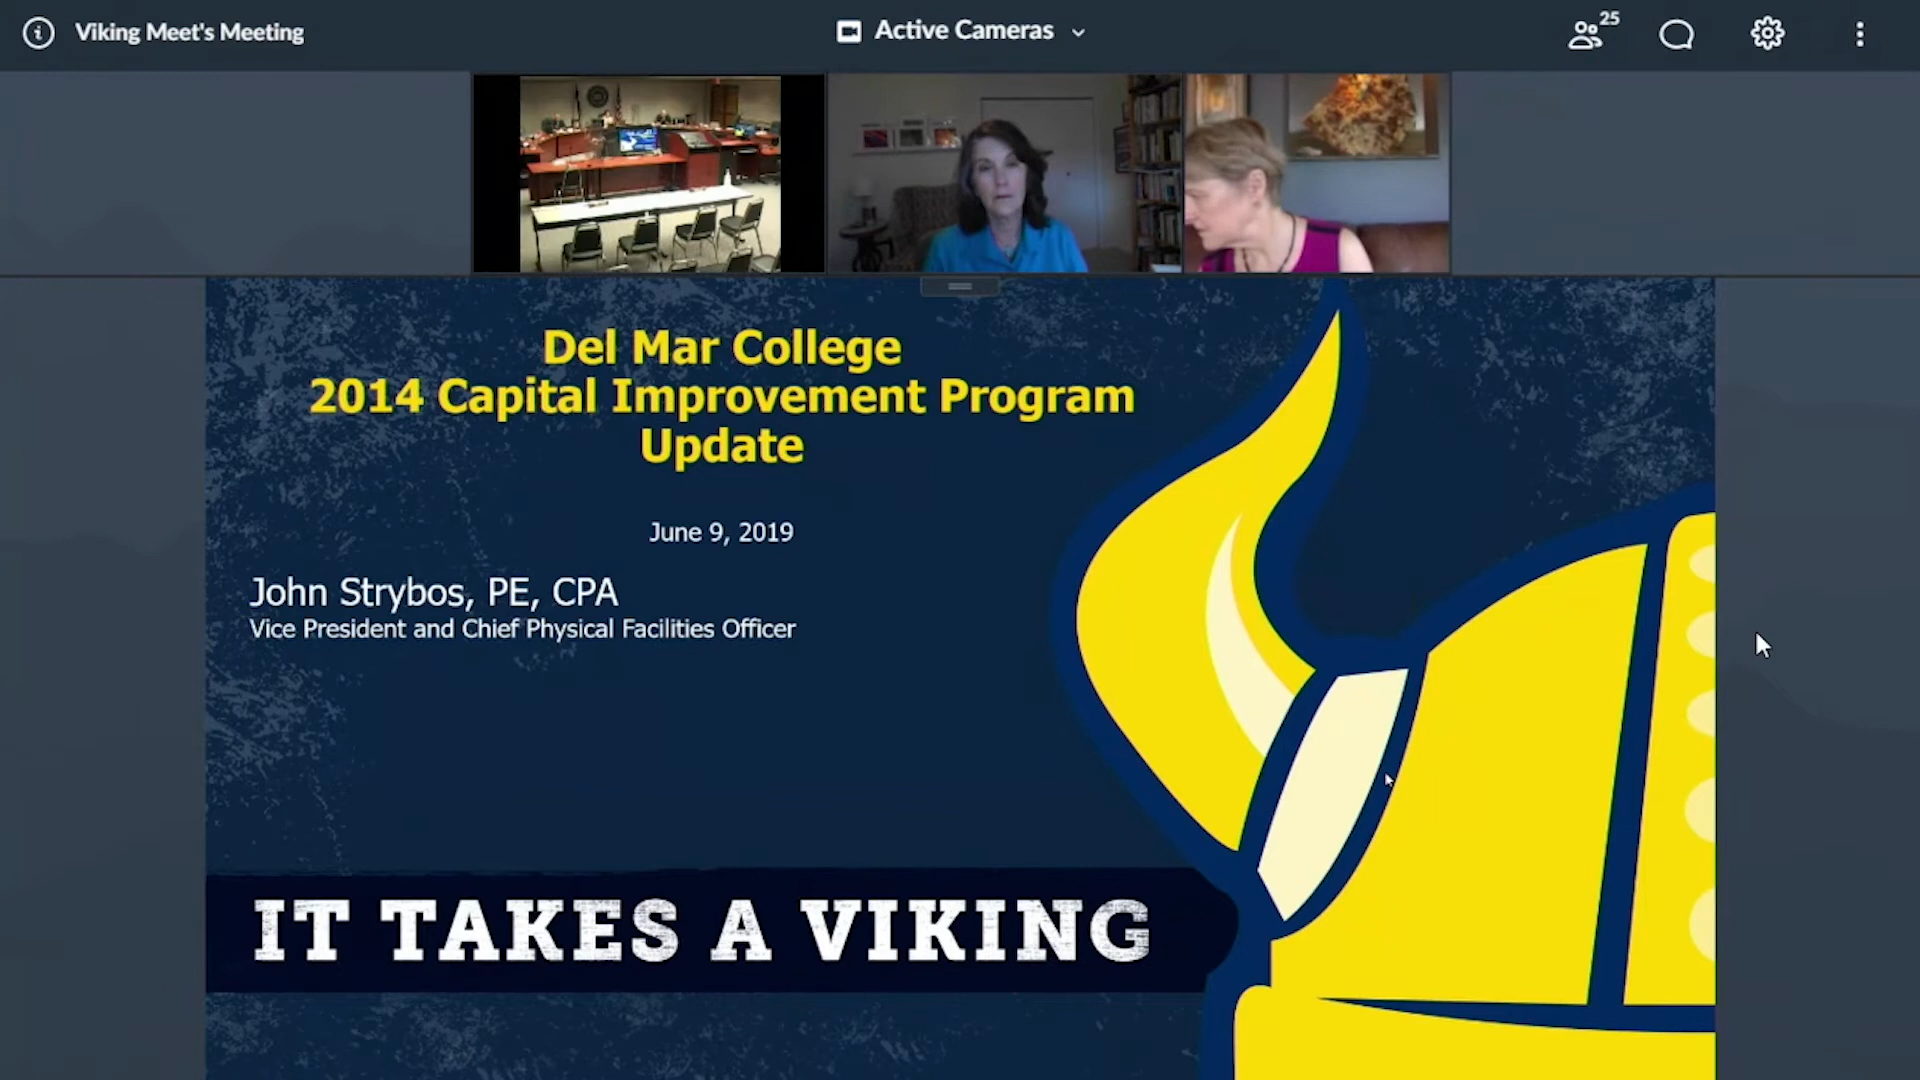 Viking Meet's Meeting
Active Cameras
25
Del Mar College
2014 Capital Improvement Program
Update
June 9, 2019
John Strybos, PE, CPA
Vice President and Chief Physical Facilities Officer
IT TAKES A VIKING